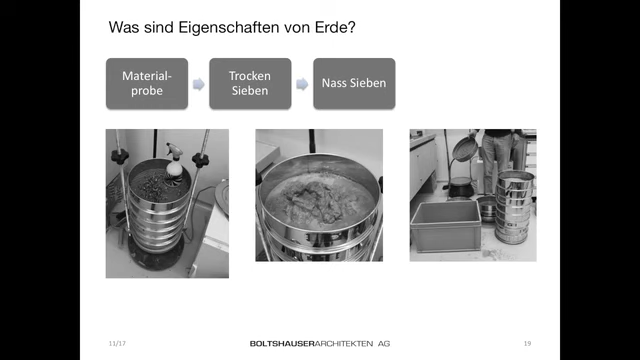 Was sind Eigenschaften von Erde?
Material-
probe
Trocken
Sieben
Nass Sieben
11/17
BOLTSHAUSERARCHITEKTEN AG
19